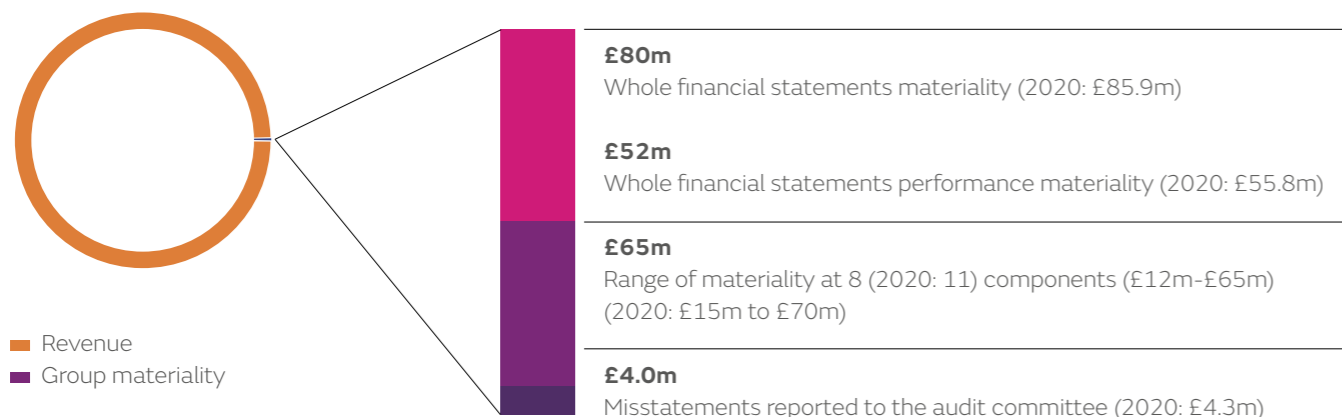 £80m
Whole financial statements materiality (2020: £85.9m)
£52m
Whole financial statements performance materiality (2020: £55.8m)
£65m
Range of materiality at 8 (2020: 11) components (£12m-£65m)
(2020: £15m to £70m)
£4.0m
Misstatements reported to the audit committee (2020: £4.3m)
Revenue
Group materiality